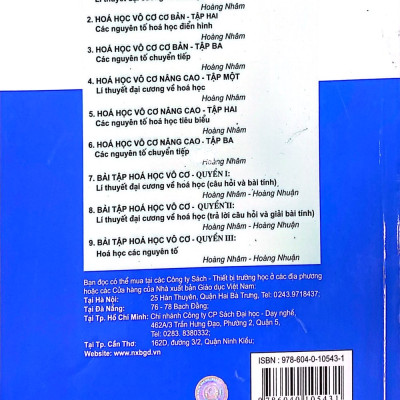 Lí thuyết đại cương về hoá học
Hoàng Nhâm
2. HOÁ HỌC VÔ CƠ CƠ BẢN - TẬP HAI
Các nguyên tố hoá học điển hình
Hoàng Nhâm
3. HOÁ HỌC VÔ CƠ CƠ BẢN - TẬP BA
Các nguyên tố chuyển tiếp
Hoàng Nhâm
4. HOÁ HỌC VÔ CƠ NÂNG CAO - TẬP MỘT
Lí thuyết đại cương về hoá học
Hoàng Nhâm
5. HOÁ HỌC VÔ CƠ NÂNG CAO - TẬP HAI
Các nguyên tố hoá học tiêu biểu
Hoàng Nhâm
6. HOÁ HỌC VÔ CƠ NÂNG CAO - TẬP BA
Các nguyên tố chuyển tiếp
Hoàng Nhâm
7. BÀI TẬP HOÁ HỌC VÔ CƠ - QUYỂN I:
Lí thuyết đại cương về hoá học (câu hỏi và bài tính)
Hoàng Nhâm - Hoàng Nhuận
8. BÀI TẬP HOÁ HỌC VÔ CƠ - QUYỂN II:
Lí thuyết đại cương về hoá học (trả lời câu hỏi và giải bài tính)
Hoàng Nhâm - Hoàng Nhuận
9. BÀI TẬP HOÁ HỌC VÔ CƠ - QUYỂN III:
Hoá học các nguyên tố
Hoàng Nhâm - Hoàng Nhuận
Bạn đọc có thể mua tại các Công ty Sách - Thiết bị trường học ở các địa phương
hoặc các Cửa hàng của Nhà xuất bản Giáo dục Việt Nam:
Tại Hà Nội: 25 Hàn Thuyên, Quận Hai Bà Trưng, Tel: 0243.9718437;
Tại Đà Nẵng: 76 - 78 Bạch Đằng;
Tại Tp. Hồ Chí Minh: Chi nhánh Công ty CP Sách Đại học - Dạy nghề,
462A/3 Trần Hưng Đạo, Phường 2, Quận 5,
Tel: 0283. 8380332;
Tại Tp. Cần Thơ: 162D, đường 3/2, Quận Ninh Kiều;
Website: www.nxbgd.vn
ISBN : 978-604-0-10543-1
9786040105431